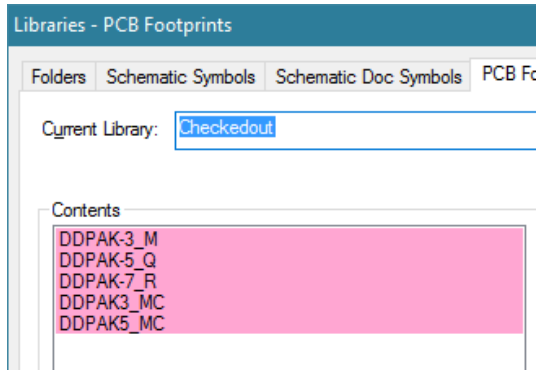 Libraries - PCB Footprints
Folders Schematic Symbols Schematic Doc Symbols PCB
Current Library: Checkedout
Contents
DDPAK-3_M
DDPAK-5_Q
DDPAK-7_R
DDPAK3_MC
DDPAK5_MC